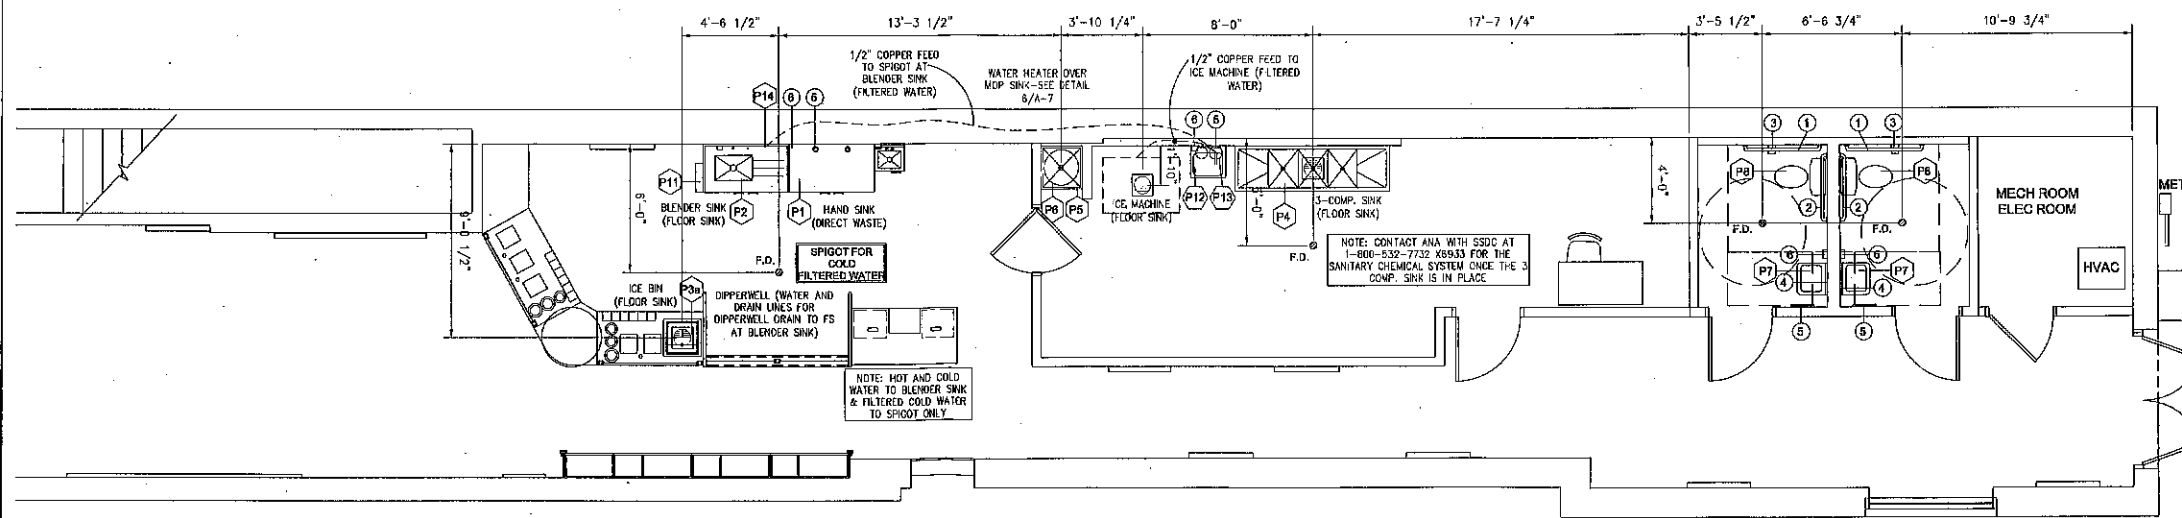 4'-6 1/2"
13'-3 1/2"
3'-10 1/4"
8'-0"
17'-7 1/4"
3'-5 1/2"
6'-6 3/4"
10'-9 3/4"
1/2" COPPER FEED
TO SPIGOT AT
BLENDER SINK
(FILTERED WATER)
WATER HEATER OVER
MOP SINK-SEE DETAIL
6/A-7
1/2" COPPER FEED TO
ICE MACHINE (FILTERED
WATER)
P14
6
5
6
5
3
1
1
3
P11
P2
P1
BLENDER SINK
(FLOOR SINK)
HAND SINK
(DIRECT WASTE)
6'-0"
9'-0 1/2"
P6
P5
ICE MACHINE
(FLOOR SINK)
P12
P13
P4
3-COMP. SINK
(FLOOR SINK)
4'-0"
P8
P8
2
2
F.D.
F.D.
F.D.
F.D.
MECH ROOM
ELEC ROOM
MET
HVAC
SPIGOT FOR
COLD
FILTERED WATER
NOTE: CONTACT ANA WITH SSDC AT
1-800-532-7732 X6933 FOR THE
SANITARY CHEMICAL SYSTEM ONCE THE 3
COMP. SINK IS IN PLACE
6
6
P7
P7
4
4
5
5
ICE BIN
(FLOOR SINK)
P3a
DIPPERWELL (WATER AND
DRAIN LINES FOR
DIPPERWELL DRAIN TO FS
AT BLENDER SINK)
NOTE: HOT AND COLD
WATER TO BLENDER SINK
& FILTERED COLD WATER
TO SPIGOT ONLY